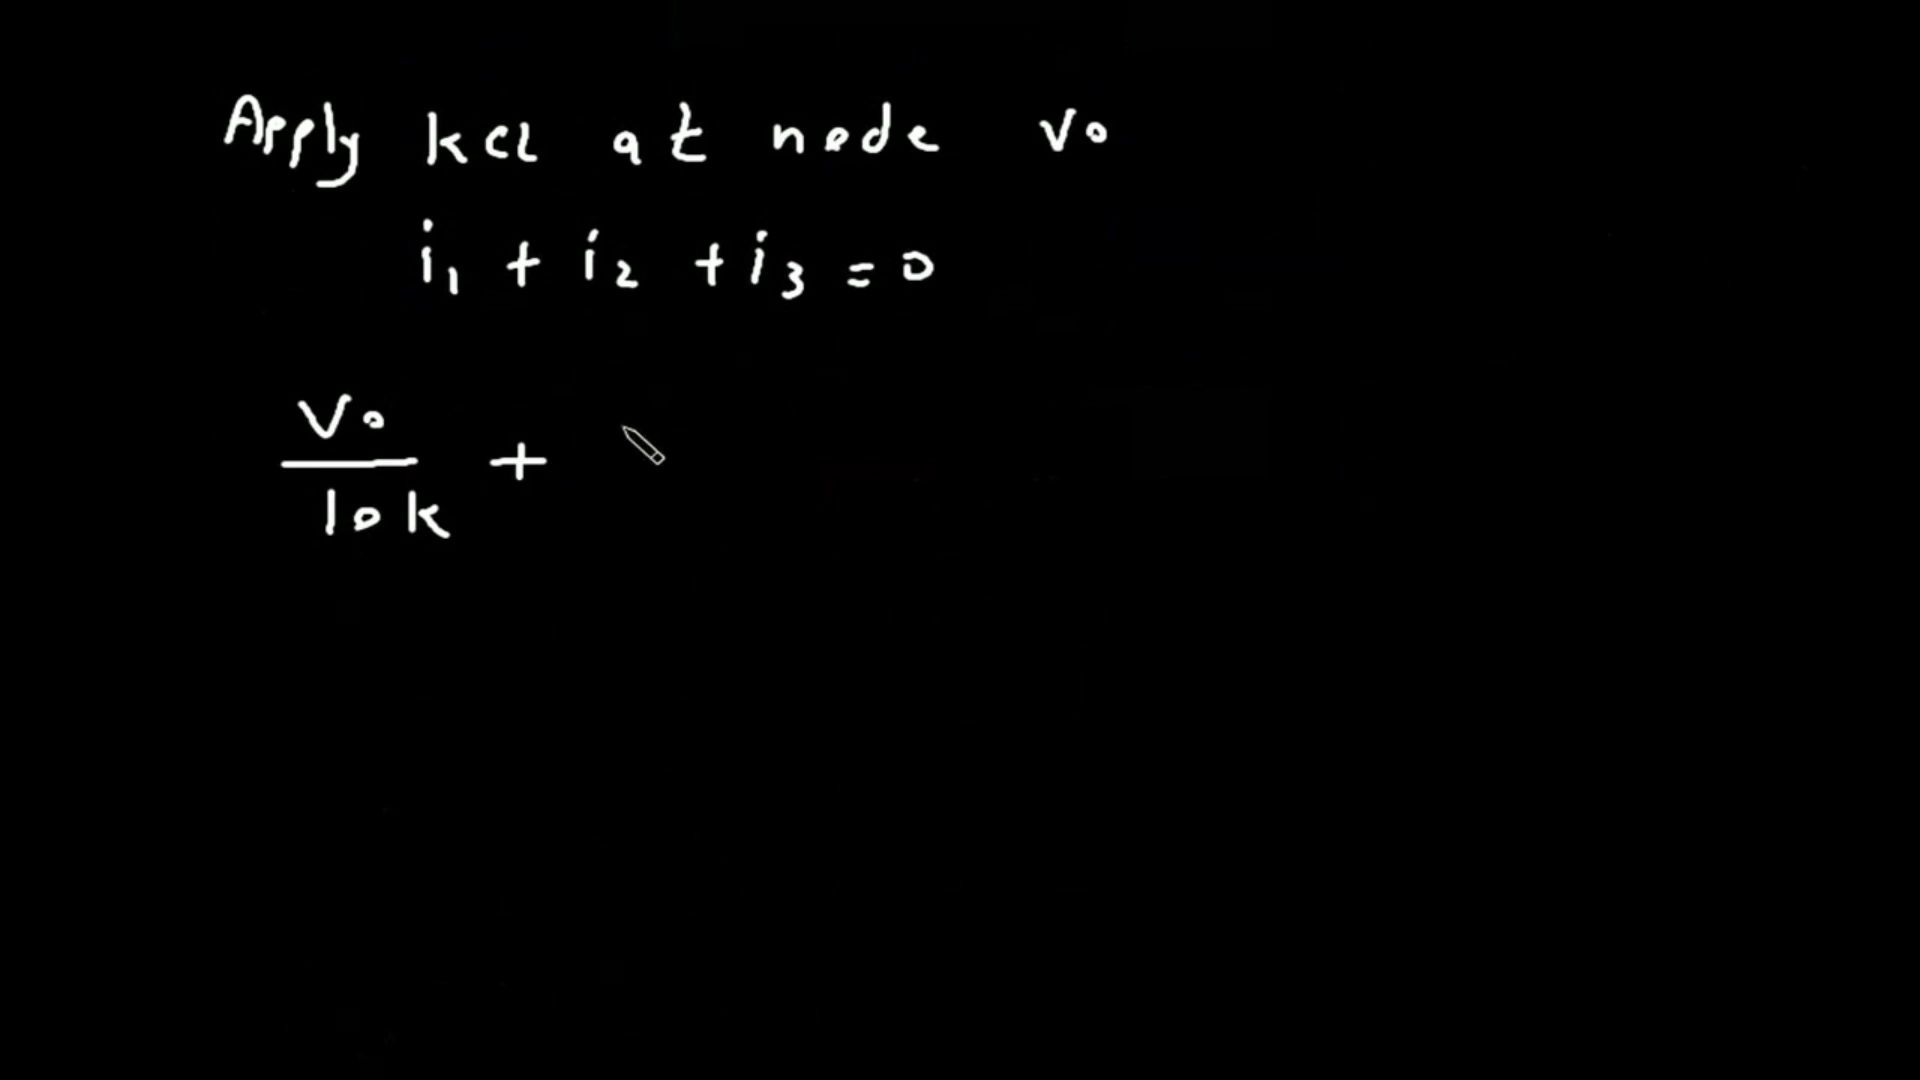 Apply kcl at node Vo
i1 + i2 + i3 = 0
Vo
10k +